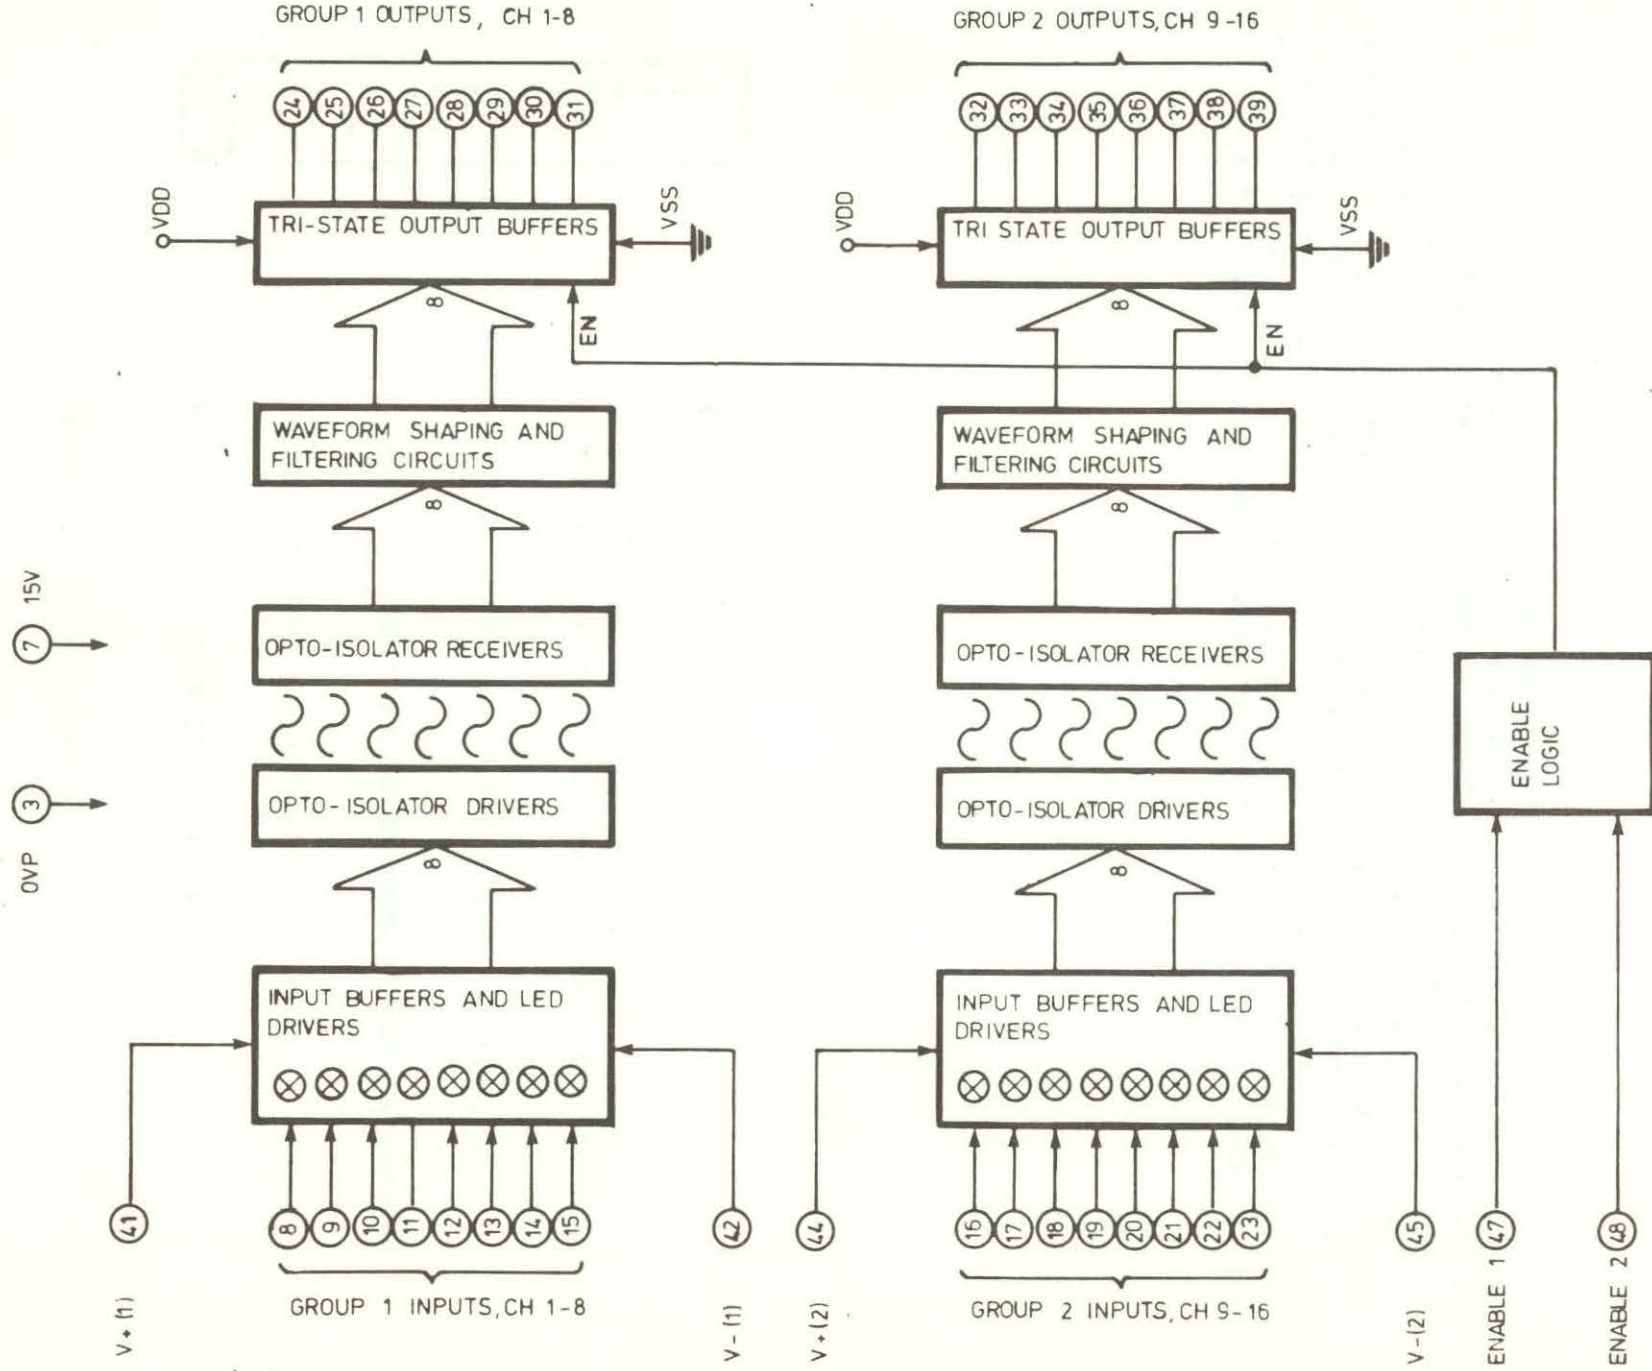 GROUP 1 OUTPUTS, CH 1-8
GROUP 2 OUTPUTS, CH 9-16
24 25 26 27 28 29 30 31
32 33 34 35 36 37 38 39
VDD
TRI-STATE OUTPUT BUFFERS
VSS
VDD
TRI STATE OUTPUT BUFFERS
VSS
8
EN
8
EN
WAVEFORM SHAPING AND
FILTERING CIRCUITS
WAVEFORM SHAPING AND
FILTERING CIRCUITS
8
8
15V
7
OPTO-ISOLATOR RECEIVERS
OPTO-ISOLATOR RECEIVERS
ENABLE
LOGIC
3
0VP
OPTO-ISOLATOR DRIVERS
OPTO-ISOLATOR DRIVERS
8
8
INPUT BUFFERS AND LED
DRIVERS
INPUT BUFFERS AND LED
DRIVERS
41
8 9 10 11 12 13 14 15
42
44
16 17 18 19 20 21 22 23
45
47
48
V+(1)
GROUP 1 INPUTS, CH 1-8
V-(1)
V+(2)
GROUP 2 INPUTS, CH 9-16
V-(2)
ENABLE 1
ENABLE 2